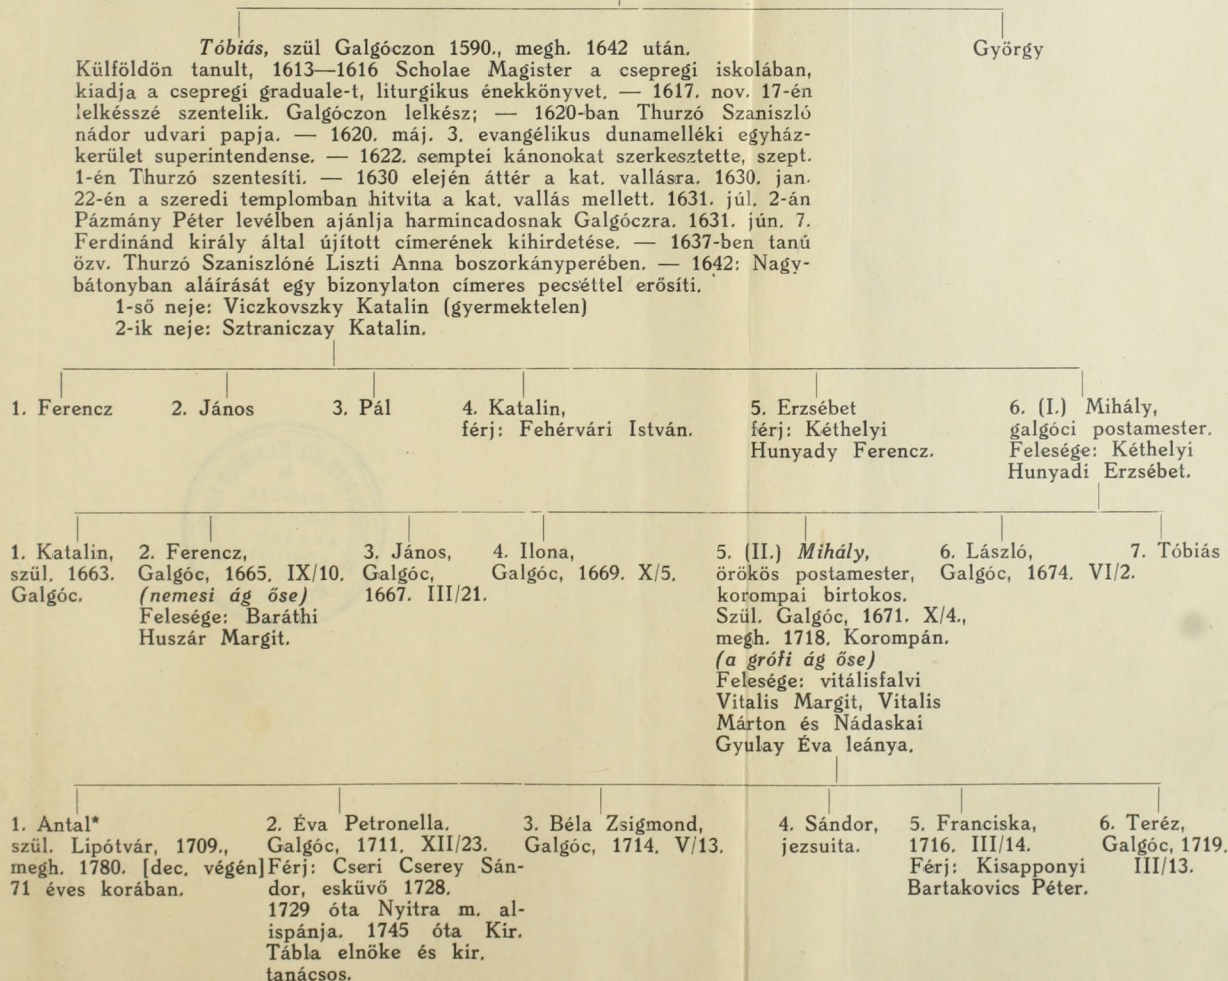 Tóbiás, szül Galgóczon 1590., megh. 1642 után.
Külföldön tanult, 1613—1616 Scholae Magister a csepregi iskolában,
kiadja a csepregi graduale-t, liturgikus énekkönyvet. — 1617. nov. 17-én
lelkésszé szentelik. Galgóczon lelkész; — 1620-ban Thurzó Szaniszló
nádor udvari papja. — 1620. máj. 3. evangélikus dunamelléki egyház-
kerület superintendense. — 1622. semptei kánonokat szerkesztette, szept.
1-én Thurzó szentesíti. — 1630 elején áttér a kat. vallásra. 1630. jan.
22-én a szeredi templomban hitvita a kat. vallás mellett. 1631. júl. 2-án
Pázmány Péter levélben ajánlja harmincadosnak Galgóczra. 1631. jún. 7.
Ferdinánd király által újított címerének kihirdetése. — 1637-ben tanú
özv. Thurzó Szaniszlóné Liszti Anna boszorkányperében. — 1642: Nagy-
bátonyban aláírását egy bizonylaton címeres pecséttel erősíti.
1-ső neje: Viczkovszky Katalin (gyermektelen)
2-ik neje: Sztraniczay Katalin.
György
1. Ferencz
2. János
3. Pál
4. Katalin,
férj: Fehérvári István.
5. Erzsébet
férj: Kéthelyi
Hunyady Ferencz.
6. (I.) Mihály,
galgóci postamester.
Felesége: Kéthelyi
Hunyadi Erzsébet.
1. Katalin,
szül. 1663.
Galgóc.
2. Ferencz,
Galgóc, 1665. IX/10.
(nemesi ág őse)
Felesége: Baráthi
Huszár Margit.
3. János,
Galgóc,
1667. III/21.
4. Ilona,
Galgóc, 1669. X/5.
5. (II.) Mihály,
örökös postamester,
korompai birtokos.
Szül. Galgóc, 1671. X/4.,
megh. 1718. Korompán.
(a grófi ág őse)
Felesége: vitálisfalvi
Vitalis Margit, Vitalis
Márton és Nádaskai
Gyulay Éva leánya.
6. László,
Galgóc, 1674. VI/2.
7. Tóbiás
1. Antal*
szül. Lipótvár, 1709.,
megh. 1780. [dec. végén]
71 éves korában.
2. Éva Petronella.
Galgóc, 1711. XII/23.
Férj: Cseri Cserey Sán-
dor, esküvő 1728.
1729 óta Nyitra m. al-
ispánja. 1745 óta Kir.
Tábla elnöke és kir.
tanácsos.
3. Béla Zsigmond,
Galgóc, 1714. V/13.
4. Sándor,
jezsuita.
5. Franciska,
1716. III/14.
Férj: Kisapponyi
Bartakovics Péter.
6. Teréz,
Galgóc, 1719.
III/13.